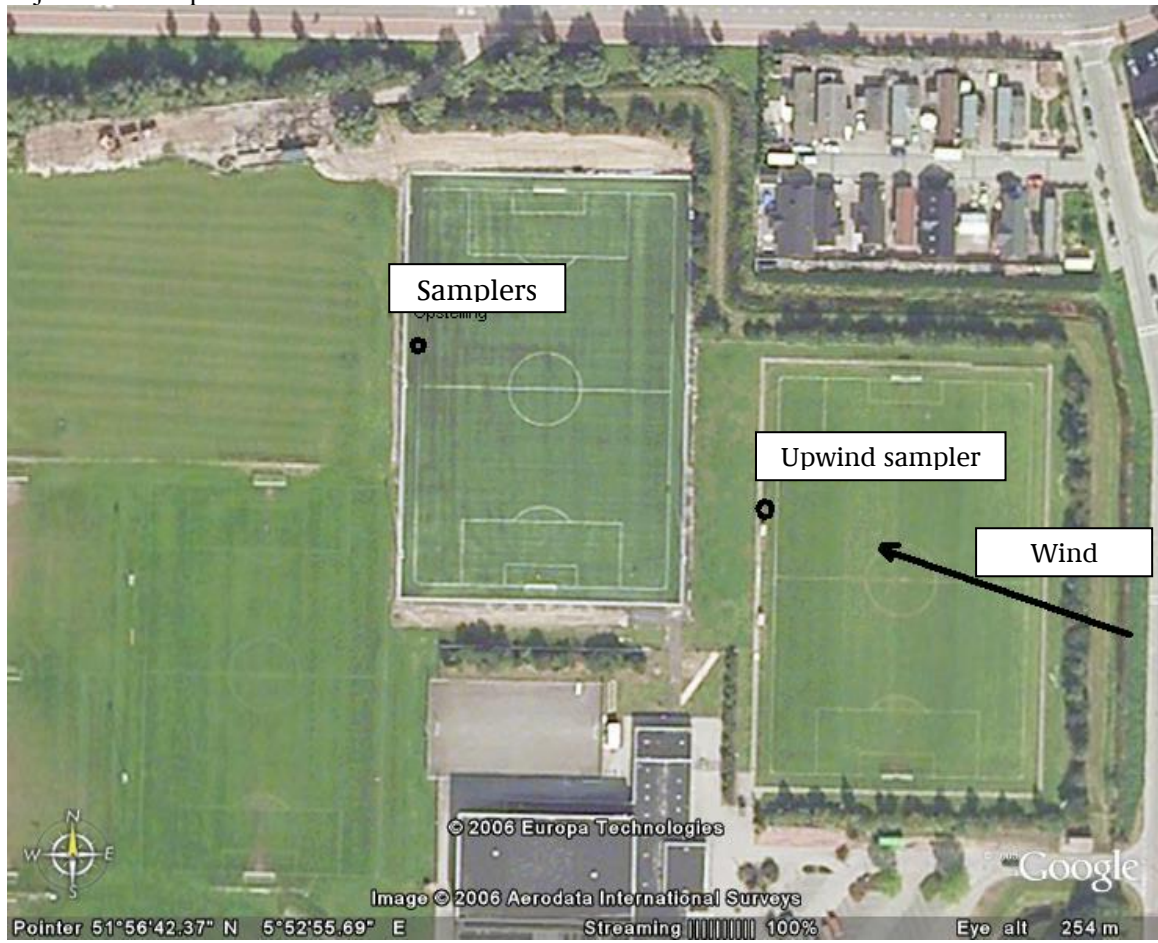 Samplers
Opstelling
Upwind sampler
Wind
N
W E
S
© 2006 Europa Technologies
Google
Image © 2006 Aerodata International Surveys
Pointer 51°56'42.37" N 5°52'55.69" E Streaming |||||||||| 100% Eye alt 254 m